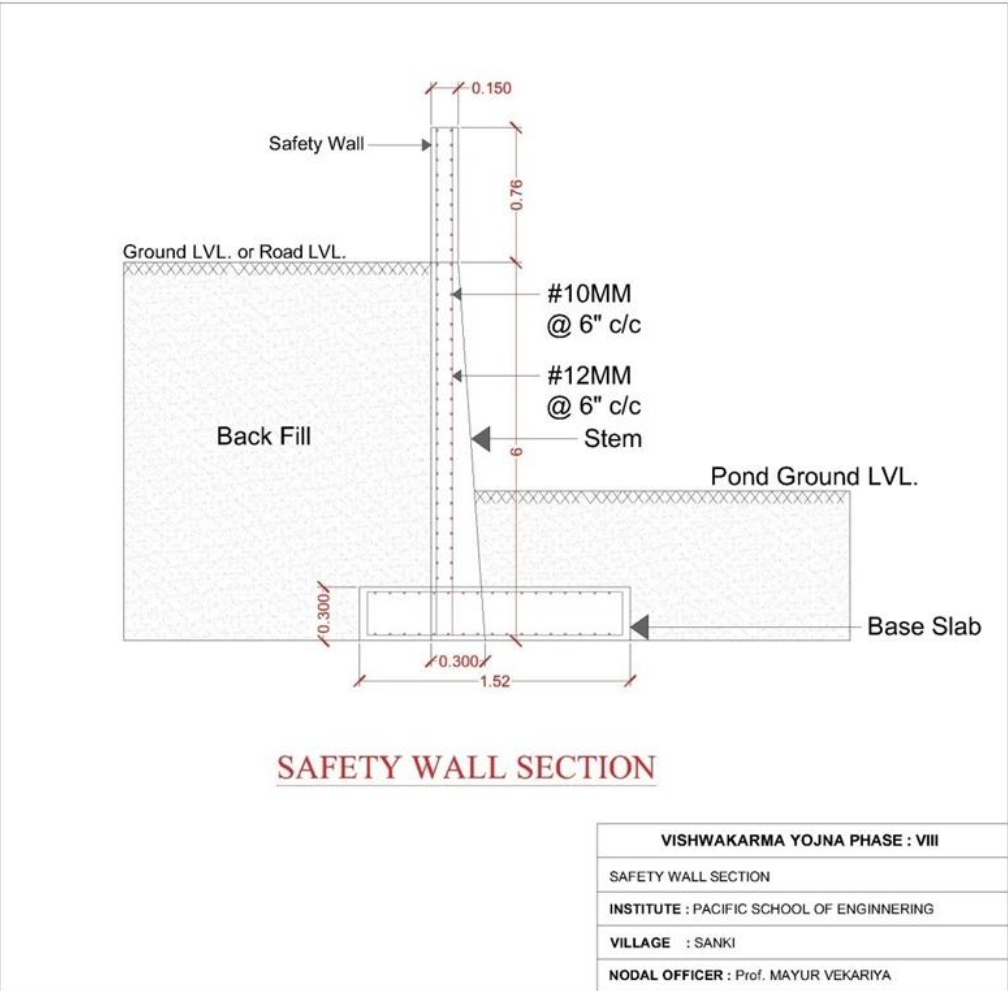 0.150
Safety Wall
0.76
Ground LVL. or Road LVL.
#10MM
@ 6" c/c
#12MM
@ 6" c/c
Back Fill
Stem
6
Pond Ground LVL.
0.300
Base Slab
0.300
1.52
SAFETY WALL SECTION
VISHWAKARMA YOJNA PHASE : VIII
SAFETY WALL SECTION
INSTITUTE : PACIFIC SCHOOL OF ENGINNERING
VILLAGE : SANKI
NODAL OFFICER : Prof. MAYUR VEKARIYA